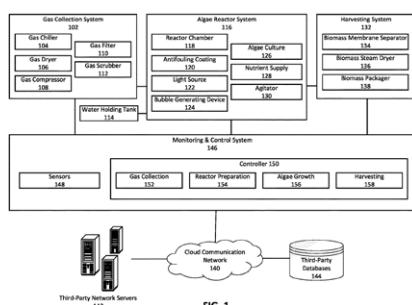 Gas Collection System
102
Gas Chiller
104
Gas Dryer
106
Gas Compressor
108
Gas Filter
110
Gas Scrubber
112
Algae Reactor System
116
Reactor Chamber
118
Antifouling Coating
120
Light Source
122
Bubble Generating Device
124
Algae Culture
126
Nutrient Supply
128
Agitator
130
Harvesting System
132
Biomass Membrane Separator
134
Biomass Steam Dryer
136
Biomass Packager
138
Water Holding Tank
114
Monitoring & Control System
146
Sensors
148
Controller 150
Gas Collection
152
Reactor Preparation
154
Algae Growth
156
Harvesting
158
Cloud Communication
Network
140
Third-Party
Databases
144
Third-Party Network Servers
FIG. 1